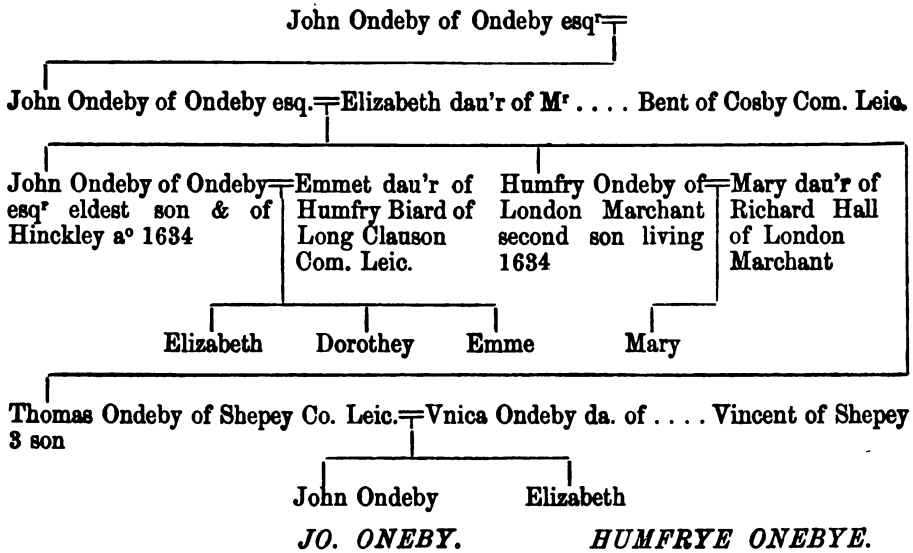 John Ondeby of Ondeby esqʳ
John Ondeby of Ondeby esq. Elizabeth dau'r of Mʳ . . . . Bent of Cosby Com. Leic.
John Ondeby of Ondeby
esqʳ eldest son & of
Hinckley aº 1634
Emmet dau'r of
Humfry Biard of
Long Clauson
Com. Leic.
Humfry Ondeby of
London Marchant
second son living
1634
Mary dau'r of
Richard Hall
of London
Marchant
Elizabeth Dorothey Emme Mary
Thomas Ondeby of Shepey Co. Leic. Vnica Ondeby da. of . . . . Vincent of Shepey
3 son
John Ondeby Elizabeth
JO. ONEBY. HUMFRYE ONEBYE.